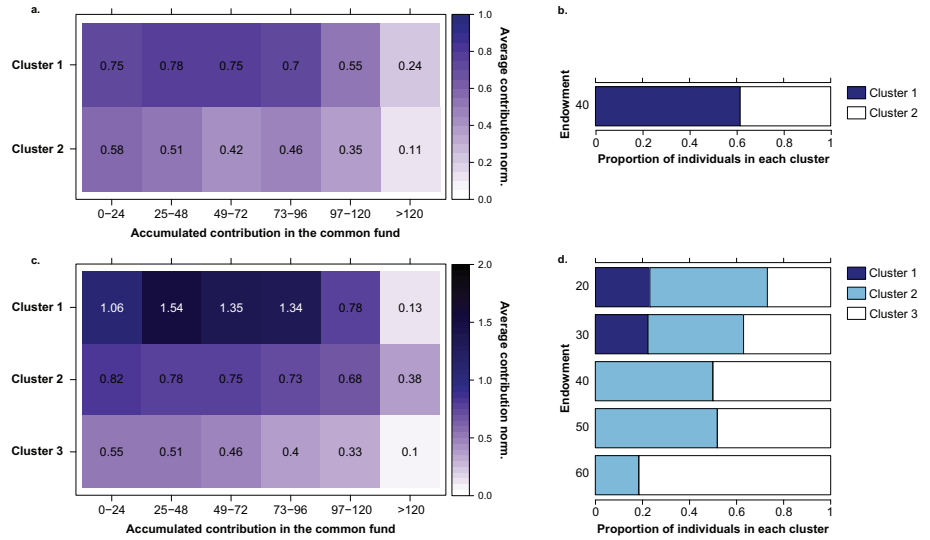 a.
Cluster 1
0.75 0.78 0.75 0.7 0.55 0.24
Cluster 2
0.58 0.51 0.42 0.46 0.35 0.11
0−24 25−48 49−72 73−96 97−120 >120
Accumulated contribution in the common fund
1.0
0.8
0.6
0.4
0.2
0.0
Average contribution norm.
b.
Endowment
40
0 0.2 0.4 0.6 0.8 1
Proportion of individuals in each cluster
Cluster 1
Cluster 2
c.
Cluster 1
1.06 1.54 1.35 1.34 0.78 0.13
Cluster 2
0.82 0.78 0.75 0.73 0.68 0.38
Cluster 3
0.55 0.51 0.46 0.4 0.33 0.1
0−24 25−48 49−72 73−96 97−120 >120
Accumulated contribution in the common fund
2.0
1.5
1.0
0.5
0.0
Average contribution norm.
d.
Endowment
20
30
40
50
60
0 0.2 0.4 0.6 0.8 1
Proportion of individuals in each cluster
Cluster 1
Cluster 2
Cluster 3